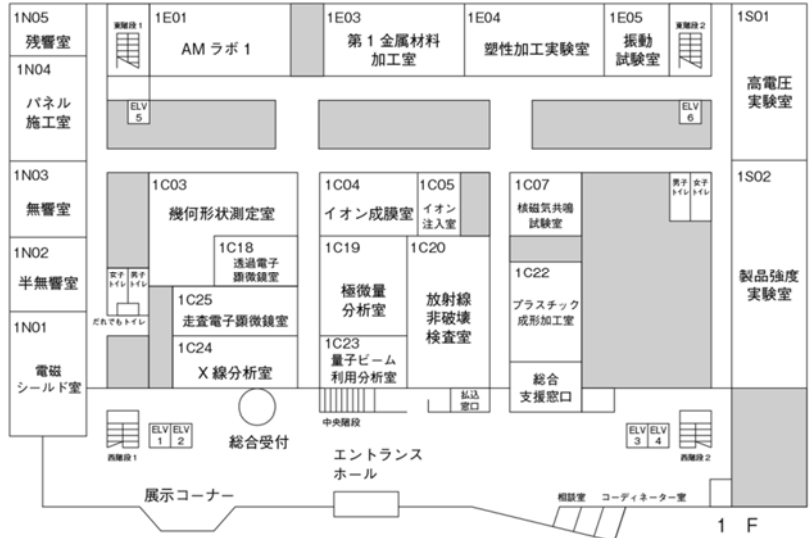 1N05
残響室
1N04
パネル
施工室
1N03
無響室
1N02
半無響室
1N01
電磁
シールド室
東階段1
1E01
AMラボ1
1E03
第1金属材料
加工室
1E04
塑性加工実験室
1E05
振動
試験室
東階段2
1S01
高電圧
実験室
1S02
製品強度
実験室
ELV
5
ELV
6
1C03
幾何形状測定室
1C18
透過電子
顕微鏡室
1C25
走査電子顕微鏡室
1C24
X線分析室
女子
トイレ
男子
トイレ
だれでもトイレ
1C04
イオン成膜室
1C05
イオン
注入室
1C19
極微量
分析室
1C20
放射線
非破壊
検査室
1C23
量子ビーム
利用分析室
1C07
核磁気共鳴
試験室
1C22
プラスチック
成形加工室
総合
支援窓口
男子
トイレ
女子
トイレ
払込
窓口
中央階段
西階段1
ELV
1
ELV
2
総合受付
エントランス
ホール
展示コーナー
ELV
3
ELV
4
西階段2
相談室
コーディネーター室
1 F